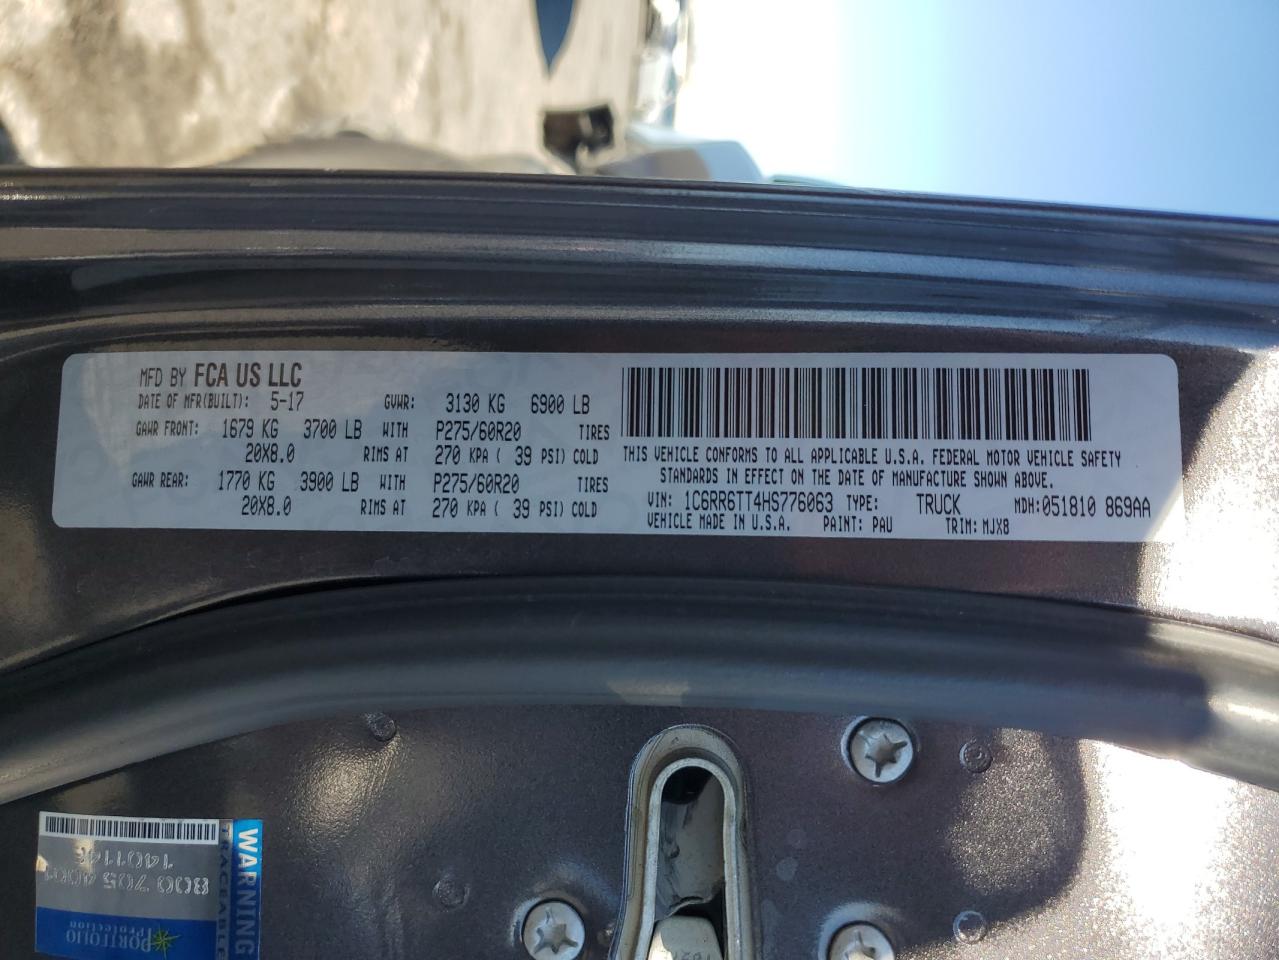 MFD BY FCA US LLC
DATE OF MFR(BUILT): 5-17 GVWR: 3130 KG 6900 LB
GAWR FRONT: 1679 KG 3700 LB WITH P275/60R20 TIRES
20X8.0 RIMS AT 270 KPA ( 39 PSI) COLD
GAWR REAR: 1770 KG 3900 LB WITH P275/60R20 TIRES
20X8.0 RIMS AT 270 KPA ( 39 PSI) COLD
THIS VEHICLE CONFORMS TO ALL APPLICABLE U.S.A. FEDERAL MOTOR VEHICLE SAFETY
STANDARDS IN EFFECT ON THE DATE OF MANUFACTURE SHOWN ABOVE.
VIN: 1C6RR6TT4HS776063 TYPE: TRUCK MDH: 051810 869AA
VEHICLE MADE IN U.S.A. PAINT: PAU TRIM: MJX8
WARNING
TRACEABLE
800 705 4001
PORTFOLIO
Protection